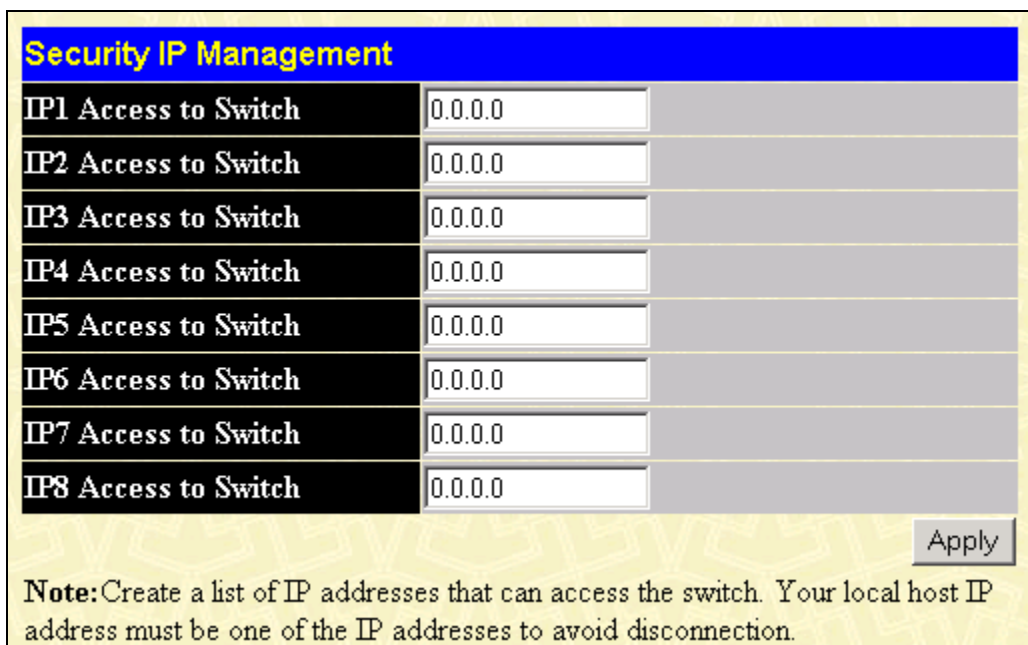 Security IP Management
IP1 Access to Switch 0.0.0.0
IP2 Access to Switch 0.0.0.0
IP3 Access to Switch 0.0.0.0
IP4 Access to Switch 0.0.0.0
IP5 Access to Switch 0.0.0.0
IP6 Access to Switch 0.0.0.0
IP7 Access to Switch 0.0.0.0
IP8 Access to Switch 0.0.0.0
Apply
Note:Create a list of IP addresses that can access the switch. Your local host IP
address must be one of the IP addresses to avoid disconnection.